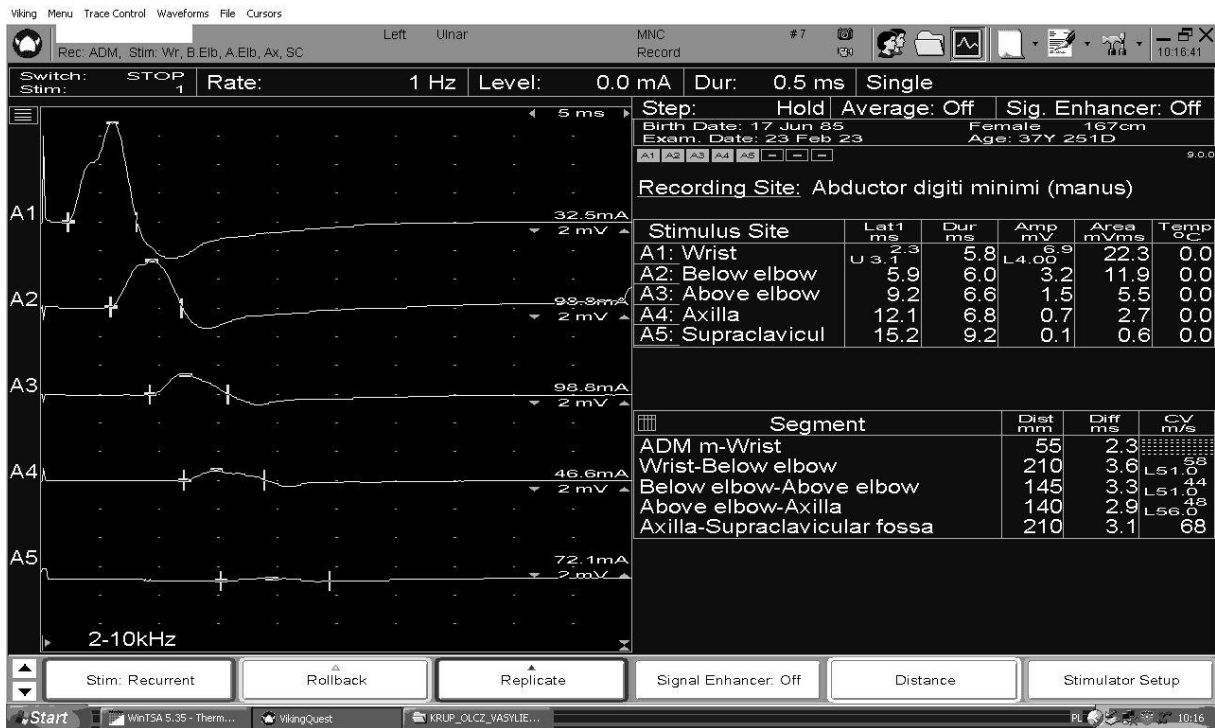 Viking Menu Trace Control Waveforms File Cursors
Left Ulnar MNC #7
Rec: ADM, Stim: Wr, B.Elb, A.Elb, Ax, SC Record 10:16:41
Switch: STOP Rate: 1 Hz Level: 0.0 mA Dur: 0.5 ms Single
Stim: 1
5 ms Step: Hold Average: Off Sig. Enhancer: Off
Birth Date: 17 Jun 85 Female 167cm
Exam. Date: 23 Feb 23 Age: 37Y 251D
A1 A2 A3 A4 A5 9.0.0
Recording Site: Abductor digiti minimi (manus)
A1 32.5mA
2 mV
A2 98.8mA
2 mV
A3 98.8mA
2 mV
A4 46.6mA
2 mV
A5 72.1mA
2 mV
2-10kHz
Stimulus Site Lat1 ms Dur ms Amp mV Area mVms Temp °C
A1: Wrist 2.3 U 3.1 5.8 6.9 L4.00 22.3 0.0
A2: Below elbow 5.9 6.0 3.2 11.9 0.0
A3: Above elbow 9.2 6.6 1.5 5.5 0.0
A4: Axilla 12.1 6.8 0.7 2.7 0.0
A5: Supraclavicul 15.2 9.2 0.1 0.6 0.0
Segment Dist mm Diff ms CV m/s
ADM m-Wrist 55 2.3
Wrist-Below elbow 210 3.6 58 L51.0
Below elbow-Above elbow 145 3.3 44 L51.0
Above elbow-Axilla 140 2.9 48 L56.0
Axilla-Supraclavicular fossa 210 3.1 68
Stim: Recurrent Rollback Replicate Signal Enhancer: Off Distance Stimulator Setup
Start WinTSA 5.35 - Therm... VikingQuest KRUP_OLCZ_VASYLIE... PL 10:16